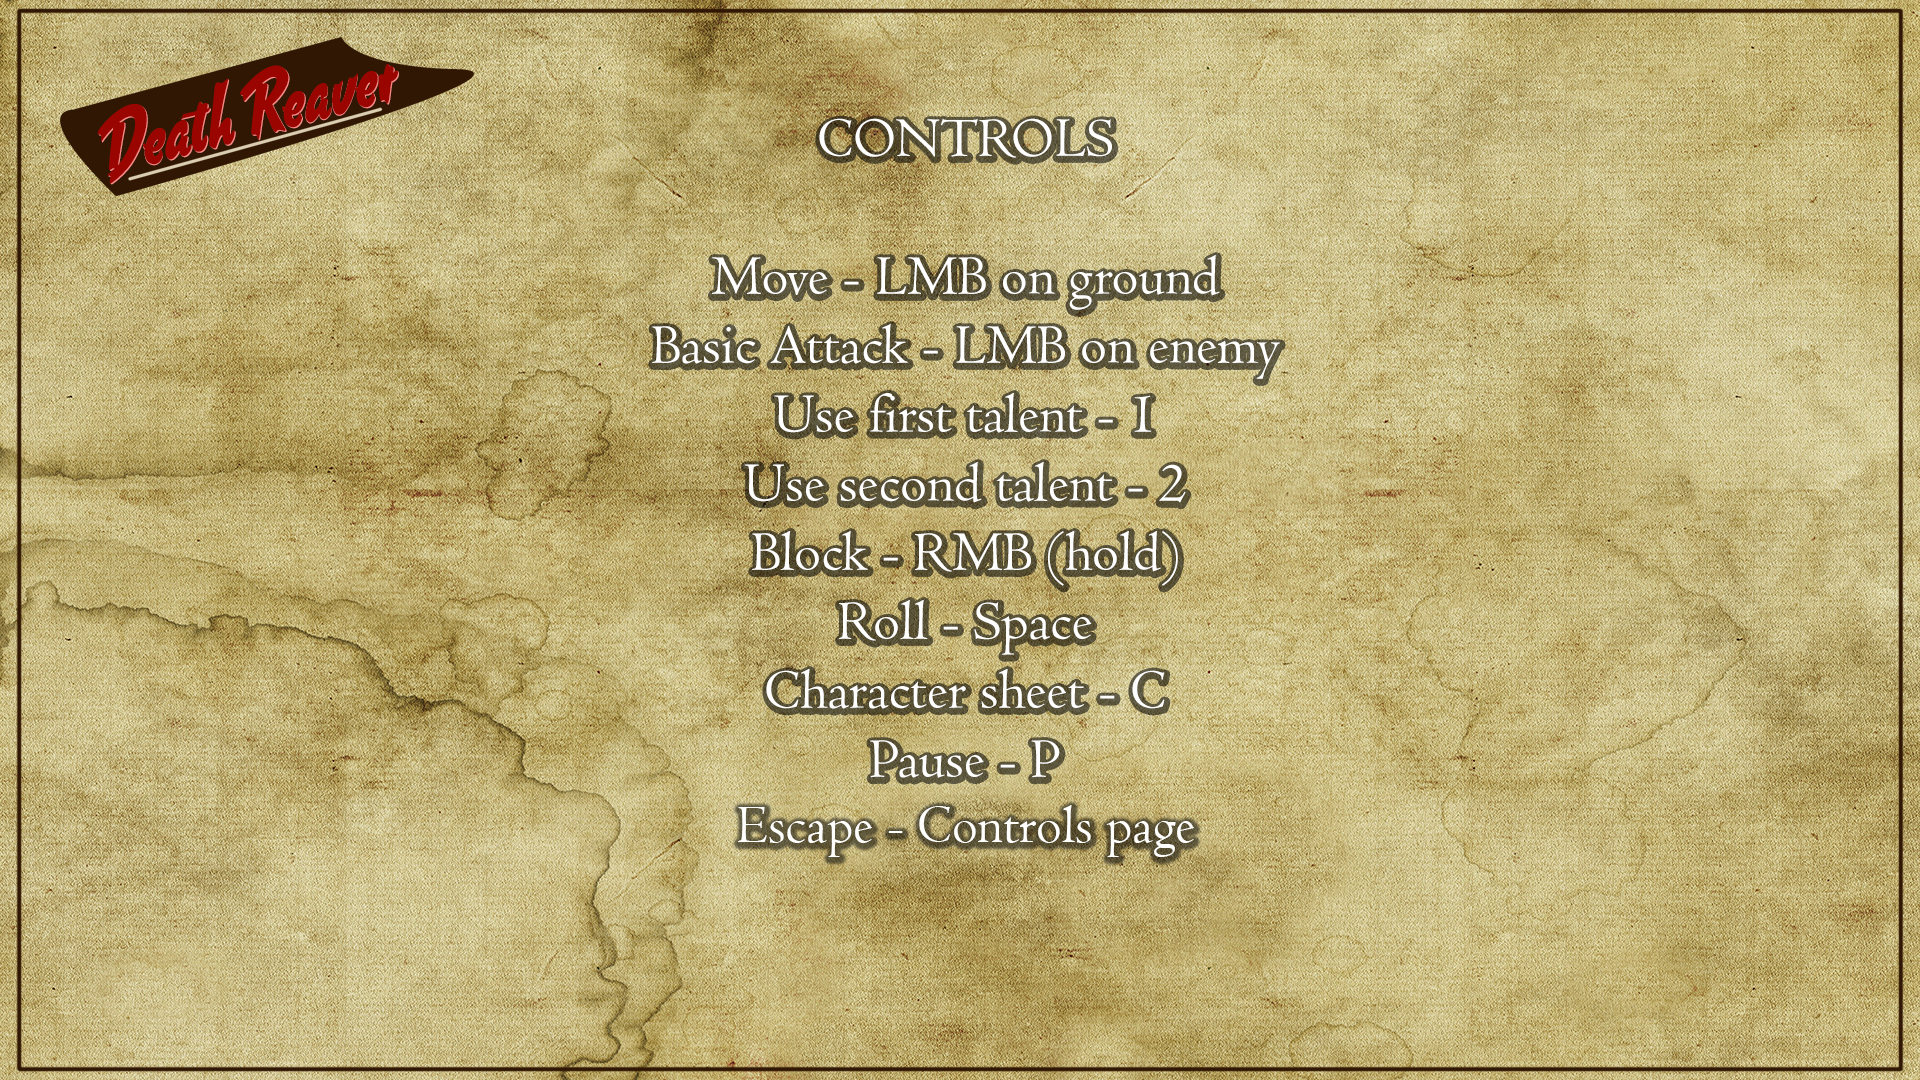 Death Reaver
CONTROLS
Move - LMB on ground
Basic Attack - LMB on enemy
Use first talent - 1
Use second talent - 2
Block - RMB (hold)
Roll - Space
Character sheet - C
Pause - P
Escape - Controls page